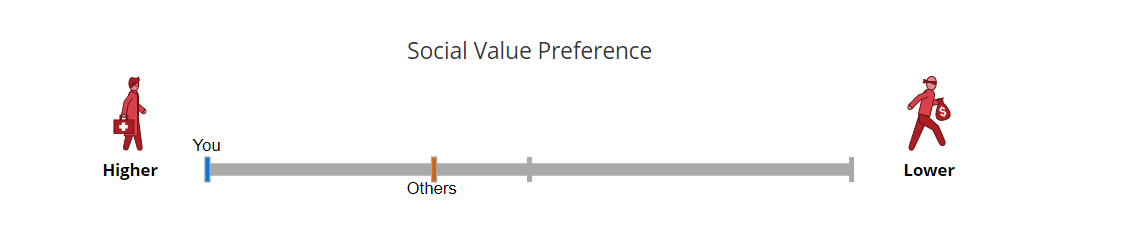 Social Value Preference
$
You
Higher
Lower
Others